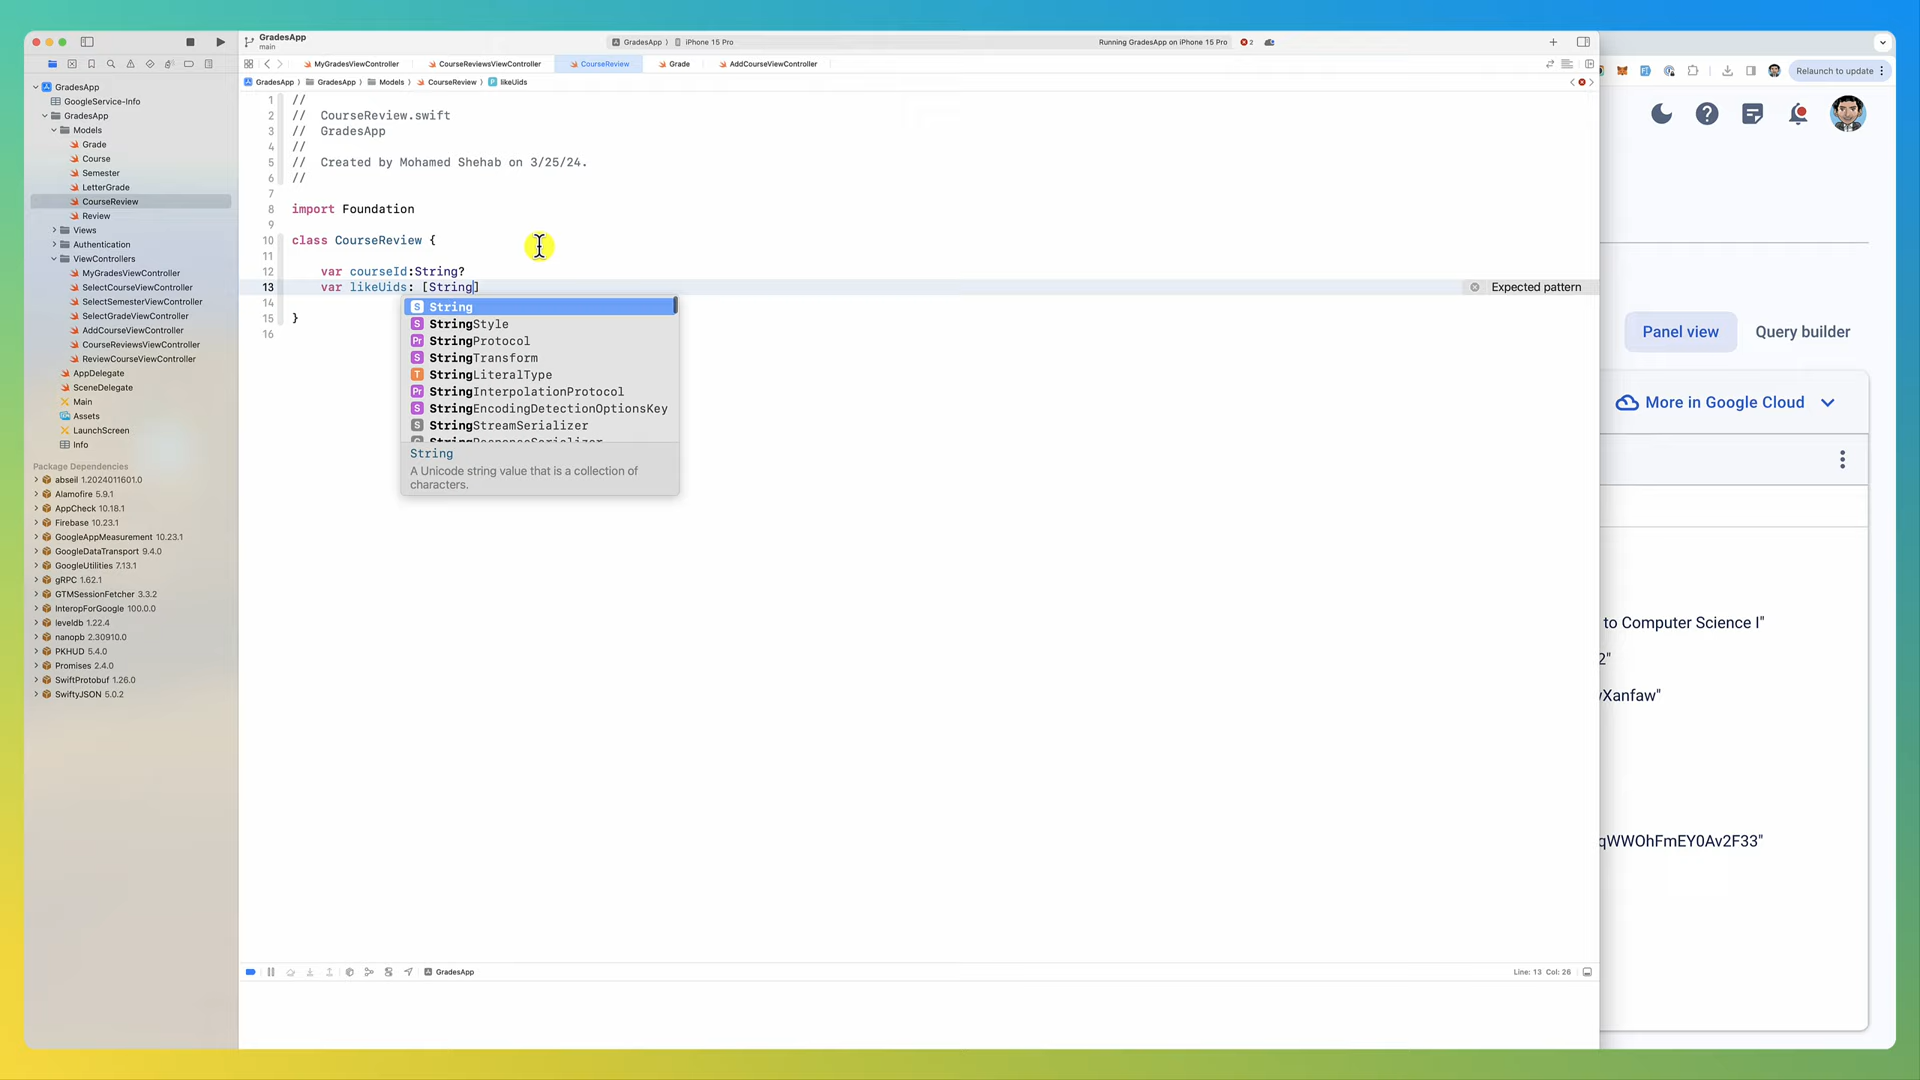 GradesApp
main
GradesApp
iPhone 15 Pro
Running GradesApp on iPhone 15 Pro
2
MyGradesViewController
CourseReviewsViewController
CourseReview
Grade
AddCourseViewController
GradesApp
GradesApp
Models
CourseReview
likeUids
GradesApp
GoogleService-Info
GradesApp
Models
Grade
Course
Semester
LetterGrade
CourseReview
Review
Views
Authentication
ViewControllers
MyGradesViewController
SelectCourseViewController
SelectSemesterViewController
SelectGradeViewController
AddCourseViewController
CourseReviewsViewController
ReviewCourseViewController
AppDelegate
SceneDelegate
Main
Assets
LaunchScreen
Info
Package Dependencies
abseil 1.2024011601.0
Alamofire 5.9.1
AppCheck 10.18.1
Firebase 10.23.1
GoogleAppMeasurement 10.23.1
GoogleDataTransport 9.4.0
GoogleUtilities 7.13.1
gRPC 1.62.1
GTMSessionFetcher 3.3.2
InteropForGoogle 100.0.0
leveldb 1.22.4
nanopb 2.30910.0
PKHUD 5.4.0
Promises 2.4.0
SwiftProtobuf 1.26.0
SwiftyJSON 5.0.2
1 //
2 // CourseReview.swift
3 // GradesApp
4 //
5 // Created by Mohamed Shehab on 3/25/24.
6 //
7
8 import Foundation
9
10 class CourseReview {
11
12 var courseId:String?
13 var likeUids: [String]
14
15 }
16
Expected pattern
S String
S StringStyle
Pr StringProtocol
S StringTransform
T StringLiteralType
Pr StringInterpolationProtocol
S StringEncodingDetectionOptionsKey
C StringStreamSerializer
C StringResponseSerializer
String
A Unicode string value that is a collection of
characters.
GradesApp
Line: 13 Col: 26
Relaunch to update
Panel view
Query builder
More in Google Cloud
to Computer Science I"
2"
Xanfaw"
qWWOhFmEY0Av2F33"